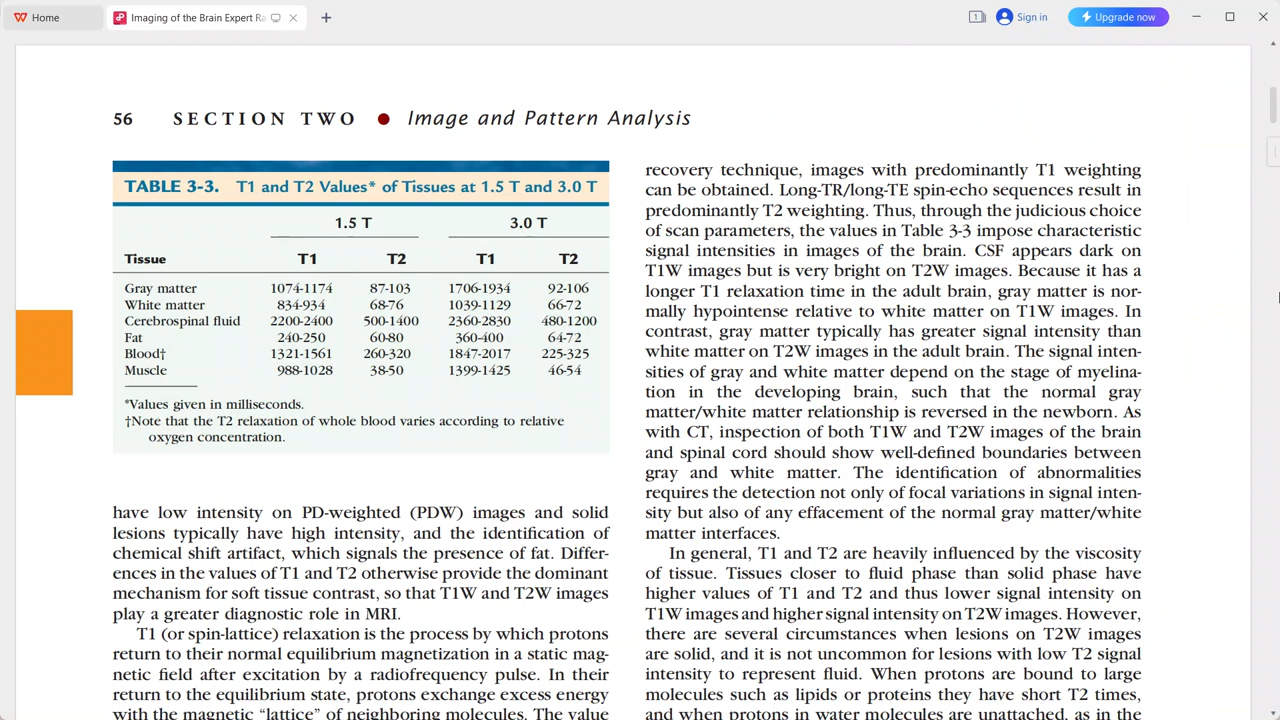 Home
Imaging of the Brain Expert Ra
Sign in
Upgrade now
56 SECTION TWO ● Image and Pattern Analysis
TABLE 3-3. T1 and T2 Values* of Tissues at 1.5 T and 3.0 T
1.5 T 3.0 T
Tissue T1 T2 T1 T2
Gray matter 1074-1174 87-103 1706-1934 92-106
White matter 834-934 68-76 1039-1129 66-72
Cerebrospinal fluid 2200-2400 500-1400 2360-2830 480-1200
Fat 240-250 60-80 360-400 64-72
Blood† 1321-1561 260-320 1847-2017 225-325
Muscle 988-1028 38-50 1399-1425 46-54
*Values given in milliseconds.
†Note that the T2 relaxation of whole blood varies according to relative
oxygen concentration.
have low intensity on PD-weighted (PDW) images and solid
lesions typically have high intensity, and the identification of
chemical shift artifact, which signals the presence of fat. Differ-
ences in the values of T1 and T2 otherwise provide the dominant
mechanism for soft tissue contrast, so that T1W and T2W images
play a greater diagnostic role in MRI.
T1 (or spin-lattice) relaxation is the process by which protons
return to their normal equilibrium magnetization in a static mag-
netic field after excitation by a radiofrequency pulse. In their
return to the equilibrium state, protons exchange excess energy
with the magnetic “lattice” of neighboring molecules. The value
recovery technique, images with predominantly T1 weighting
can be obtained. Long-TR/long-TE spin-echo sequences result in
predominantly T2 weighting. Thus, through the judicious choice
of scan parameters, the values in Table 3-3 impose characteristic
signal intensities in images of the brain. CSF appears dark on
T1W images but is very bright on T2W images. Because it has a
longer T1 relaxation time in the adult brain, gray matter is nor-
mally hypointense relative to white matter on T1W images. In
contrast, gray matter typically has greater signal intensity than
white matter on T2W images in the adult brain. The signal inten-
sities of gray and white matter depend on the stage of myelina-
tion in the developing brain, such that the normal gray
matter/white matter relationship is reversed in the newborn. As
with CT, inspection of both T1W and T2W images of the brain
and spinal cord should show well-defined boundaries between
gray and white matter. The identification of abnormalities
requires the detection not only of focal variations in signal inten-
sity but also of any effacement of the normal gray matter/white
matter interfaces.
In general, T1 and T2 are heavily influenced by the viscosity
of tissue. Tissues closer to fluid phase than solid phase have
higher values of T1 and T2 and thus lower signal intensity on
T1W images and higher signal intensity on T2W images. However,
there are several circumstances when lesions on T2W images
are solid, and it is not uncommon for lesions with low T2 signal
intensity to represent fluid. When protons are bound to large
molecules such as lipids or proteins they have short T2 times,
and when protons in water molecules are unattached, as in the